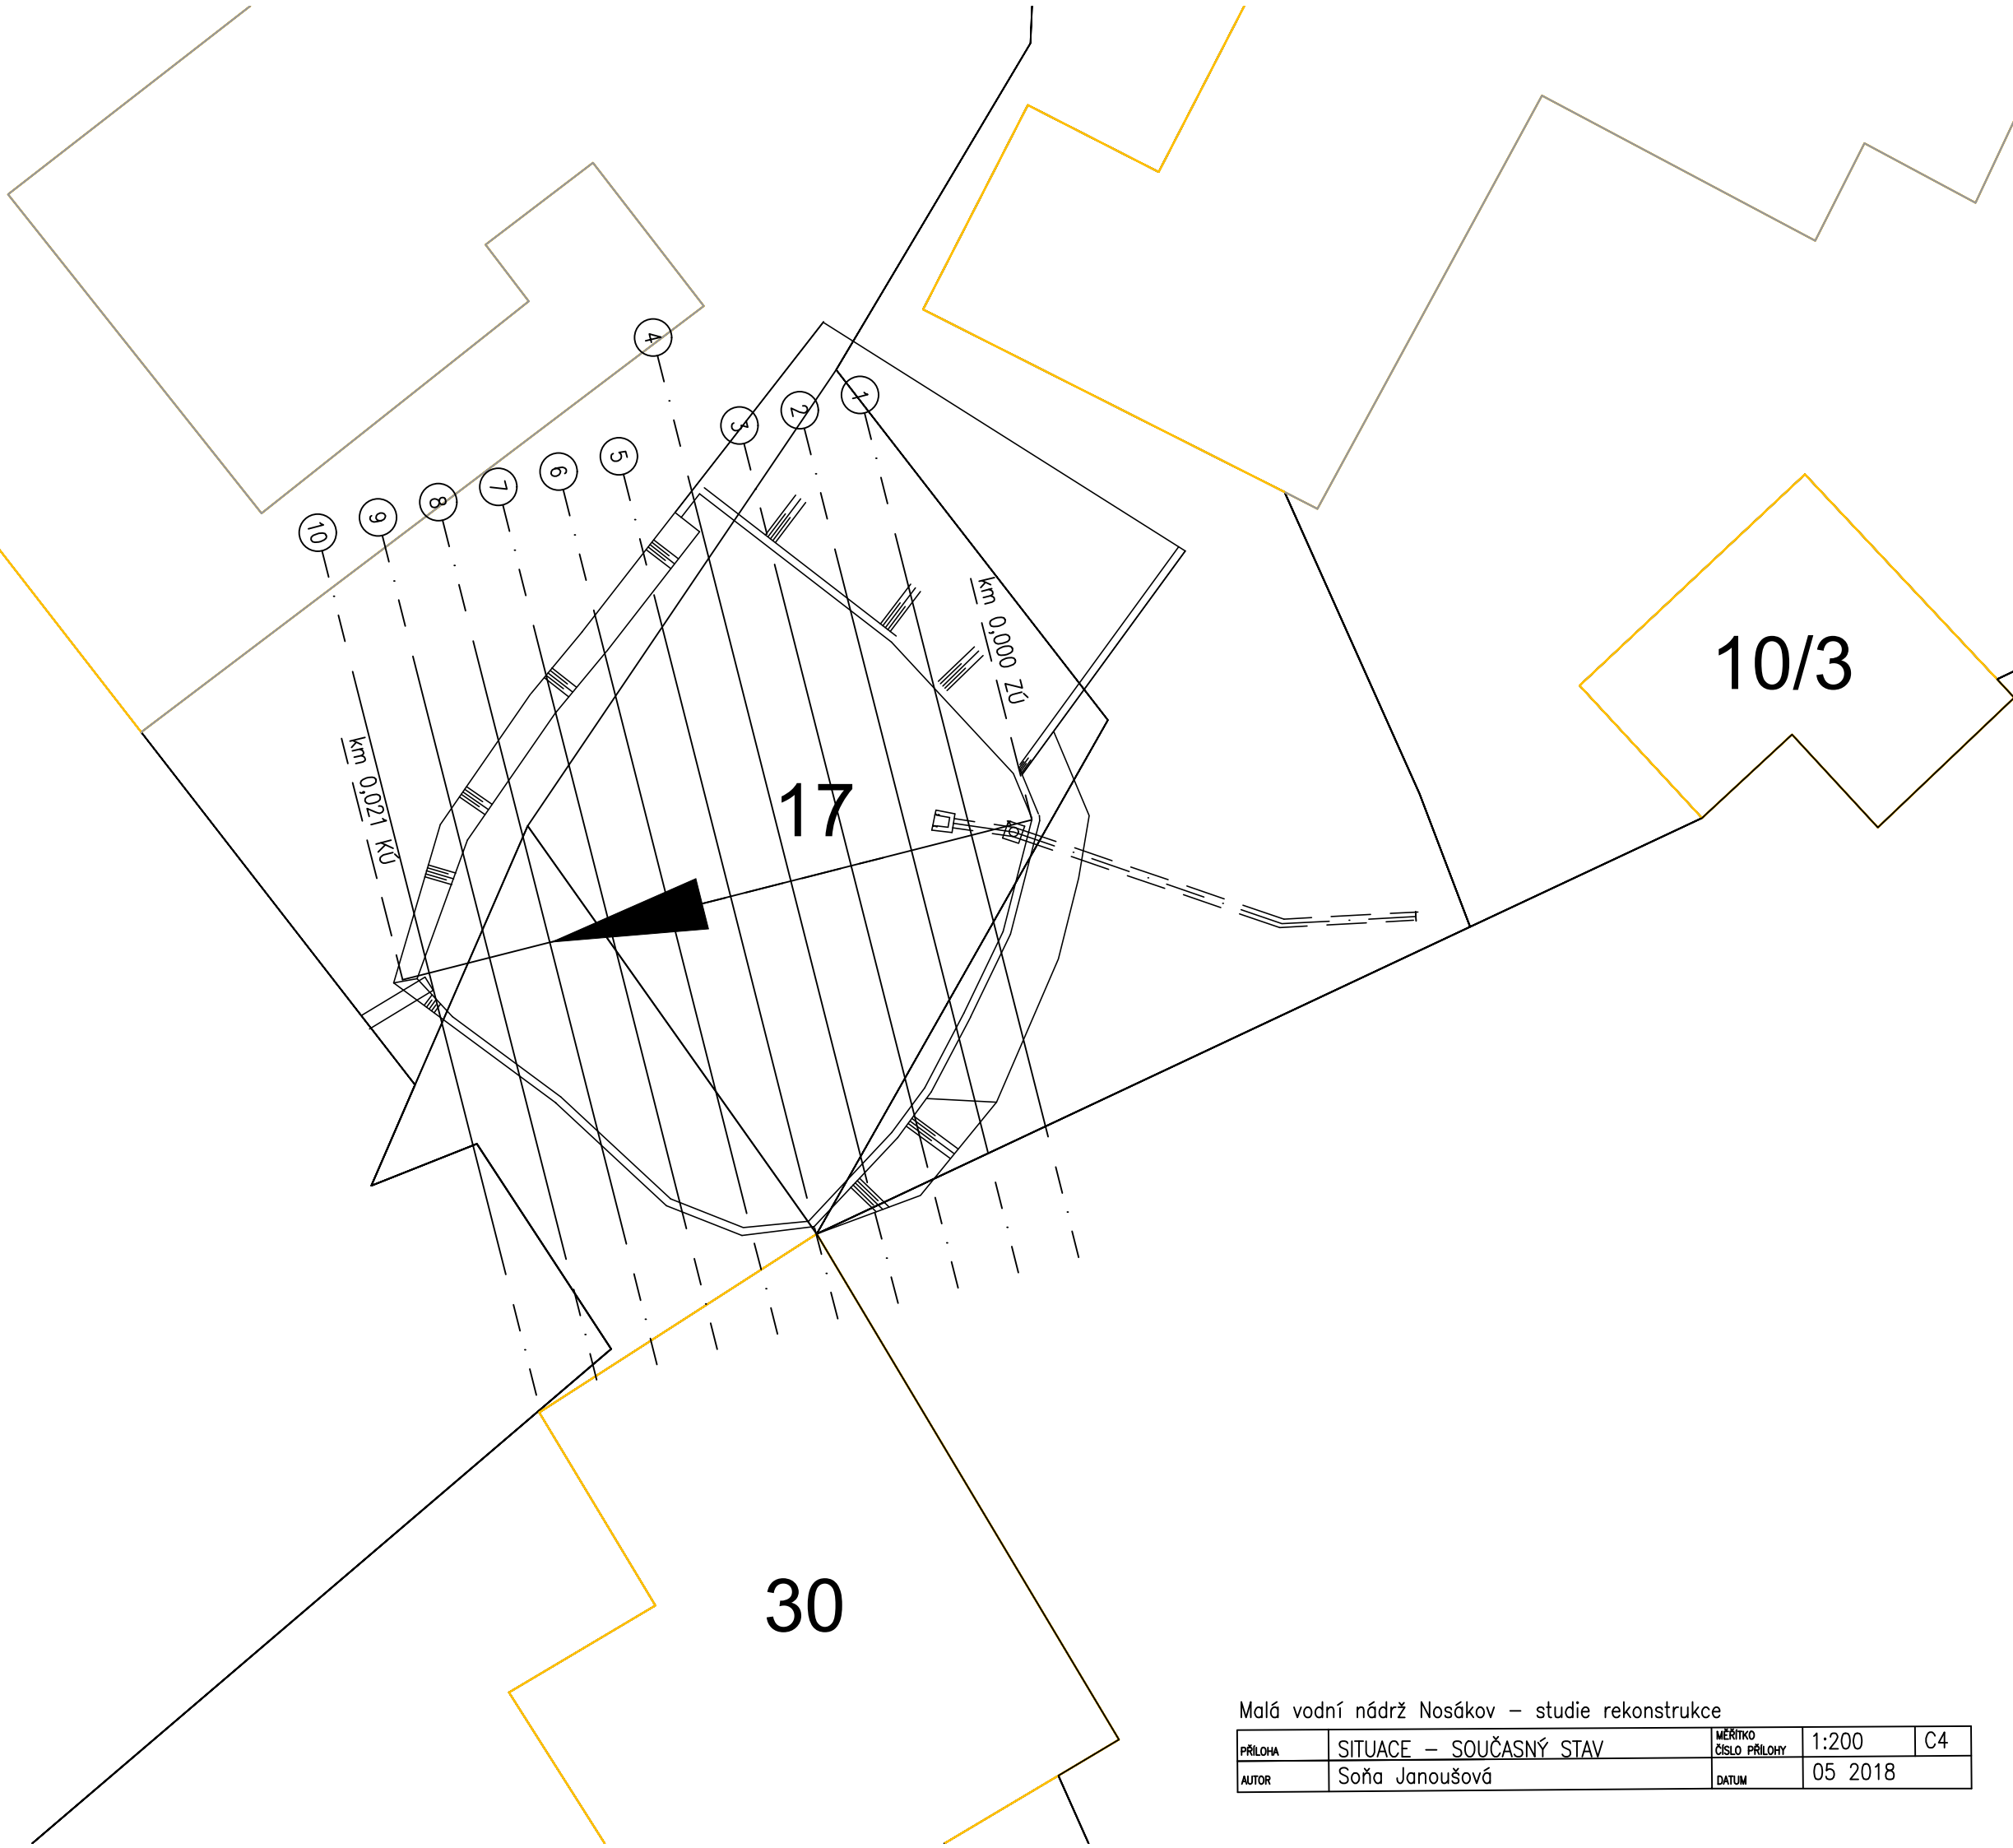 4
1
2
3
5
6
7
8
9
10
km 0,000 ZÚ
10/3
km 0,021 KÚ
17
30
Malá vodní nádrž Nosákov – studie rekonstrukce
PŘÍLOHA SITUACE – SOUČASNÝ STAV MĚŘÍTKO 1:200 C4
ČÍSLO PŘÍLOHY
AUTOR Soňa Janoušová DATUM 05 2018